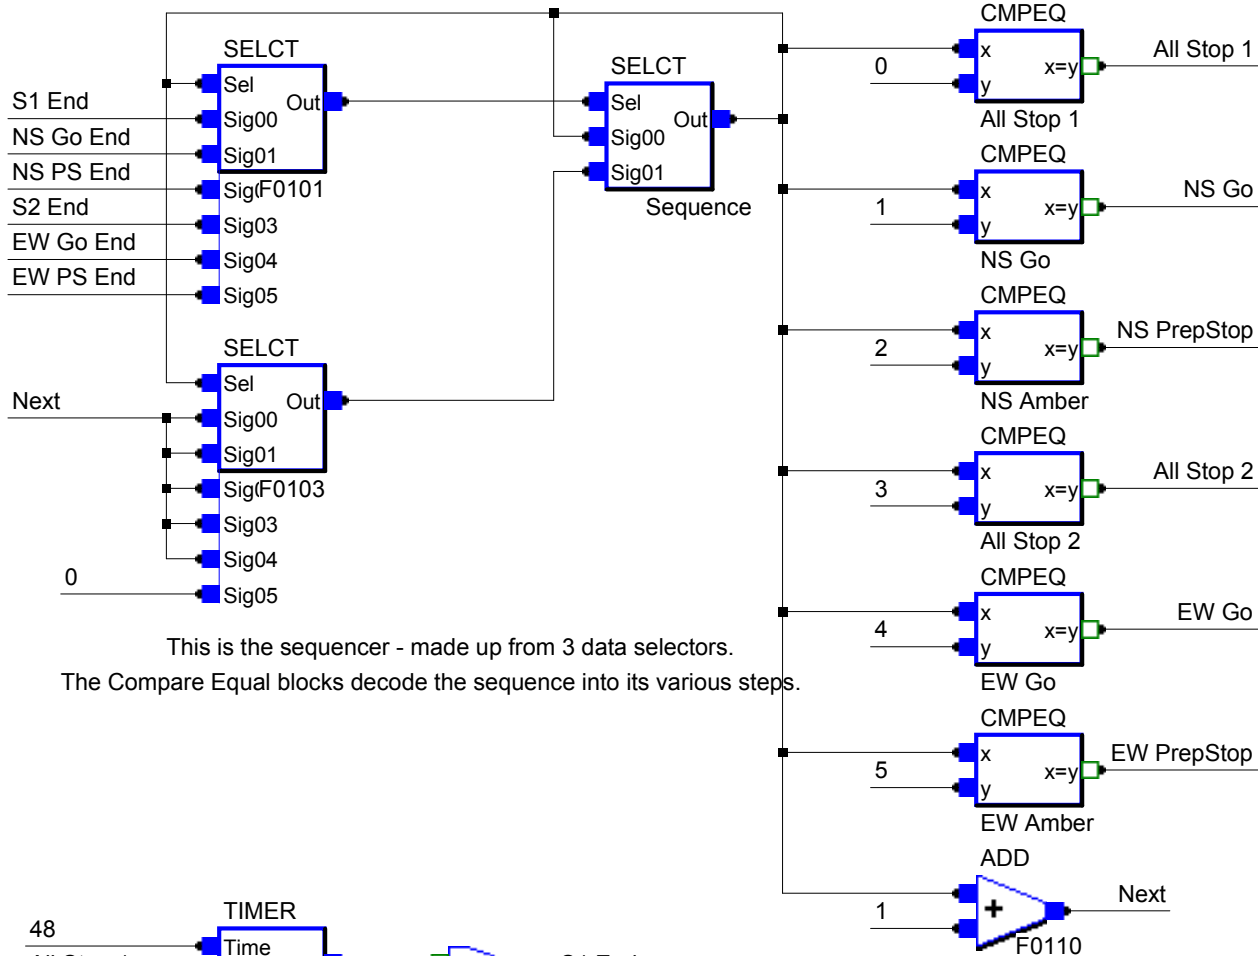 SELCT
Sel
Out
S1 End
Sig00
NS Go End
Sig01
NS PS End
Sig
F0101
S2 End
Sig03
EW Go End
Sig04
EW PS End
Sig05
SELCT
Sel
Out
Next
Sig00
Sig01
Sig
F0103
Sig03
Sig04
0
Sig05
SELCT
Sel
Out
Sig00
Sig01
Sequence
This is the sequencer - made up from 3 data selectors.
The Compare Equal blocks decode the sequence into its various steps.
CMPEQ
x
0
x=y
All Stop 1
y
All Stop 1
CMPEQ
x
1
x=y
NS Go
y
NS Go
CMPEQ
x
2
x=y
NS PrepStop
y
NS Amber
CMPEQ
x
3
x=y
All Stop 2
y
All Stop 2
CMPEQ
x
4
x=y
EW Go
y
EW Go
CMPEQ
x
5
x=y
EW PrepStop
y
EW Amber
ADD
1
+
Next
F0110
TIMER
48
Time